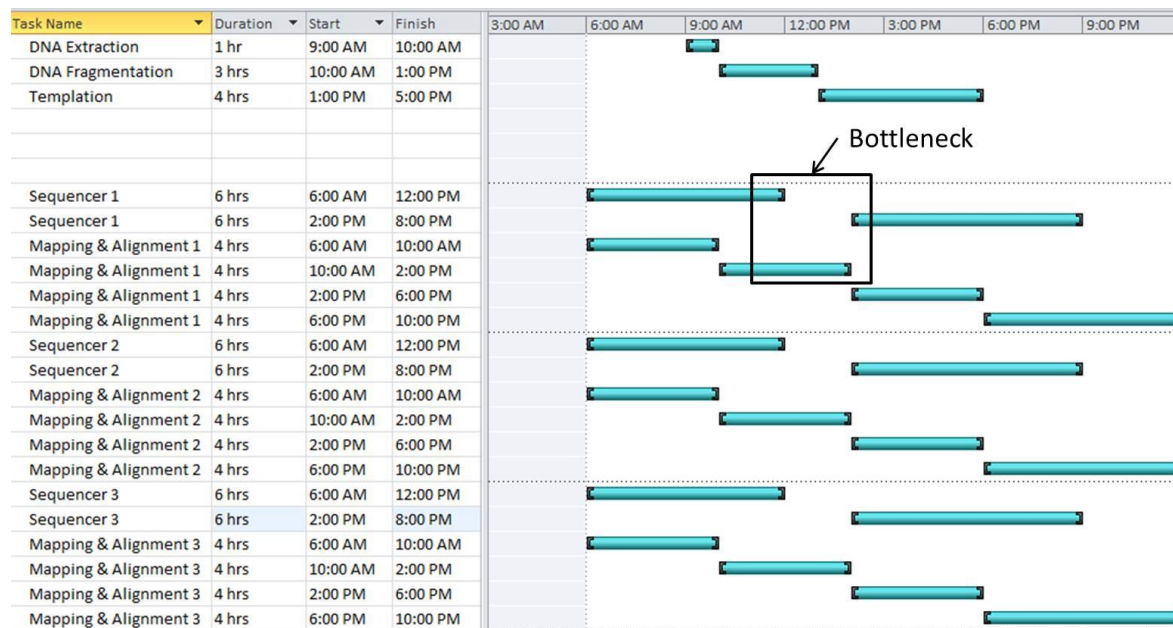 Task Name Duration Start Finish 3:00 AM 6:00 AM 9:00 AM 12:00 PM 3:00 PM 6:00 PM 9:00 PM
DNA Extraction 1 hr 9:00 AM 10:00 AM
DNA Fragmentation 3 hrs 10:00 AM 1:00 PM
Templation 4 hrs 1:00 PM 5:00 PM
Bottleneck
Sequencer 1 6 hrs 6:00 AM 12:00 PM
Sequencer 1 6 hrs 2:00 PM 8:00 PM
Mapping & Alignment 1 4 hrs 6:00 AM 10:00 AM
Mapping & Alignment 1 4 hrs 10:00 AM 2:00 PM
Mapping & Alignment 1 4 hrs 2:00 PM 6:00 PM
Mapping & Alignment 1 4 hrs 6:00 PM 10:00 PM
Sequencer 2 6 hrs 6:00 AM 12:00 PM
Sequencer 2 6 hrs 2:00 PM 8:00 PM
Mapping & Alignment 2 4 hrs 6:00 AM 10:00 AM
Mapping & Alignment 2 4 hrs 10:00 AM 2:00 PM
Mapping & Alignment 2 4 hrs 2:00 PM 6:00 PM
Mapping & Alignment 2 4 hrs 6:00 PM 10:00 PM
Sequencer 3 6 hrs 6:00 AM 12:00 PM
Sequencer 3 6 hrs 2:00 PM 8:00 PM
Mapping & Alignment 3 4 hrs 6:00 AM 10:00 AM
Mapping & Alignment 3 4 hrs 10:00 AM 2:00 PM
Mapping & Alignment 3 4 hrs 2:00 PM 6:00 PM
Mapping & Alignment 3 4 hrs 6:00 PM 10:00 PM